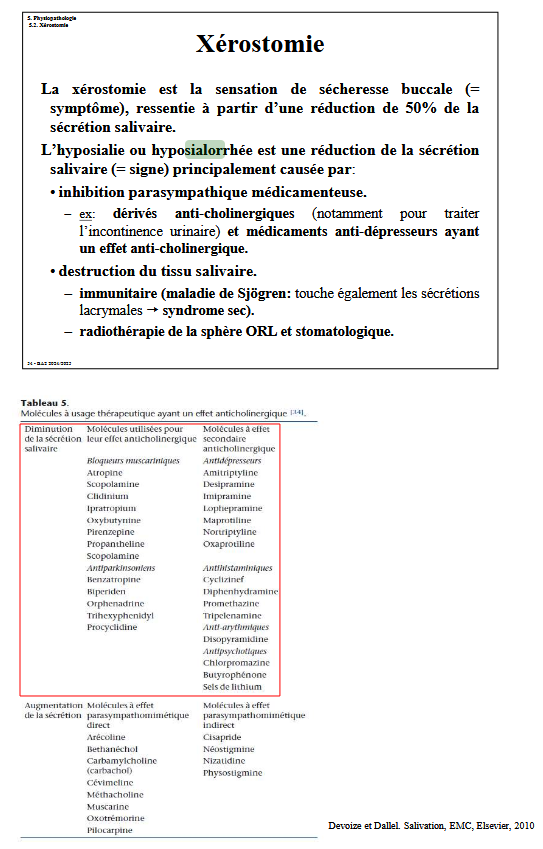 5. Physiopathologie
5.2. Xérostomie
Xérostomie
La xérostomie est la sensation de sécheresse buccale (=
symptôme), ressentie à partir d’une réduction de 50% de la
sécrétion salivaire.
L’hyposialie ou hyposialorrhée est une réduction de la sécrétion
salivaire (= signe) principalement causée par:
• inhibition parasympathique médicamenteuse.
– ex: dérivés anti-cholinergiques (notamment pour traiter
l’incontinence urinaire) et médicaments anti-dépresseurs ayant
un effet anti-cholinergique.
• destruction du tissu salivaire.
– immunitaire (maladie de Sjögren: touche également les sécrétions
lacrymales → syndrome sec).
– radiothérapie de la sphère ORL et stomatologique.
Tableau 5.
Molécules à usage thérapeutique ayant un effet anticholinergique [34].
Diminution Molécules utilisées pour Molécules à effet
de la sécrétion leur effet anticholinergique secondaire
salivaire anticholinergique
Bloqueurs muscariniques Antidépresseurs
Atropine Amitriptyline
Scopolamine Desipramine
Clidinium Imipramine
Ipratropium Lophepramine
Oxybutynine Maprotiline
Pirenzepine Nortriptyline
Propantheline Oxaprotiline
Scopolamine
Antiparkinsoniens Antihistaminiques
Benzatropine Cyclizinef
Biperiden Diphenhydramine
Orphenadrine Promethazine
Trihexyphenidyl Tripelenamine
Procyclidine Anti-arythmiques
Disopyramidine
Antipsychotiques
Chlorpromazine
Butyrophénone
Sels de lithium
Augmentation Molécules à effet Molécules à effet
de la sécrétion parasympathomimétique parasympathomimétique
direct indirect
Arécoline Cisapride
Bethanéchol Néostigmine
Carbamylcholine Nizatidine
(carbachol) Physostigmine
Cévimeline
Méthacholine
Muscarine
Oxotrémorine
Pilocarpine
Devoize et Dallel. Salivation, EMC, Elsevier, 2010